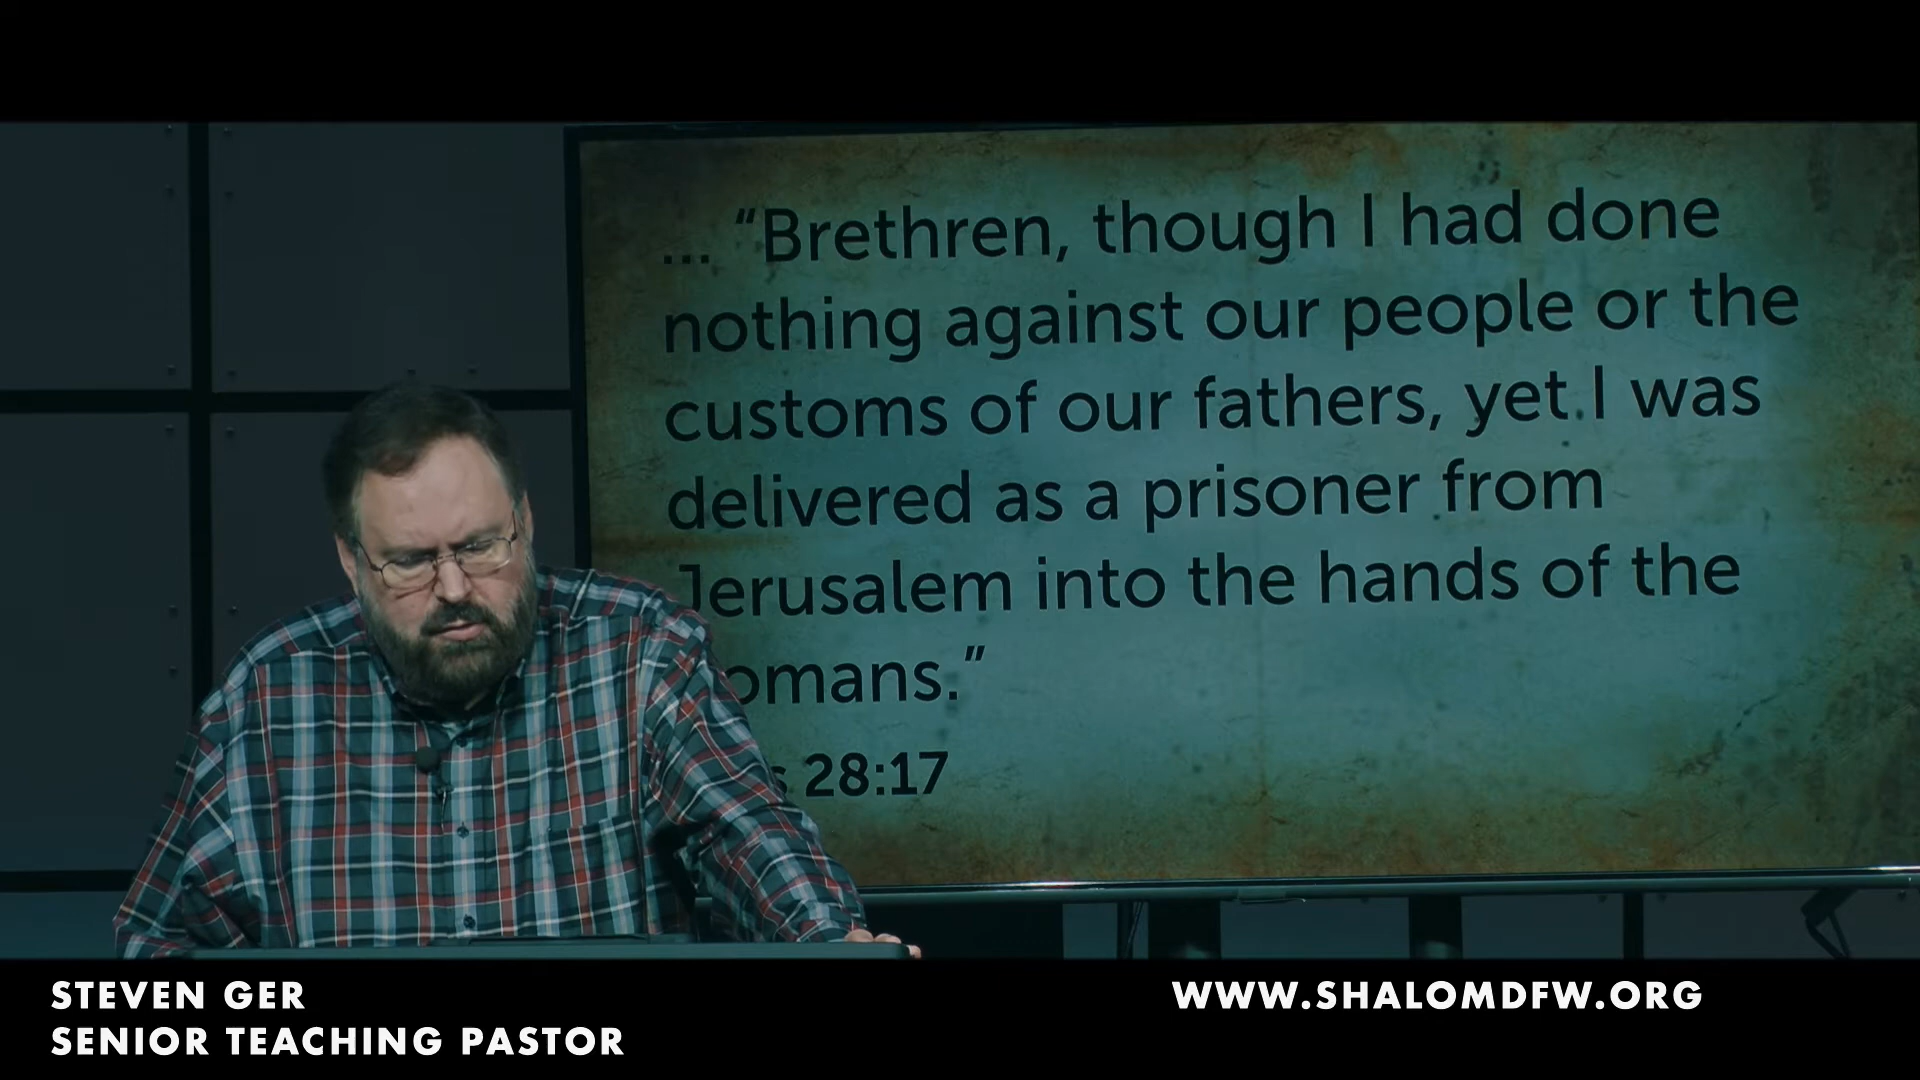 ... “Brethren, though I had done
nothing against our people or the
customs of our fathers, yet I was
delivered as a prisoner from
Jerusalem into the hands of the
omans.”
28:17
STEVEN GER
SENIOR TEACHING PASTOR
WWW.SHALOMDFW.ORG